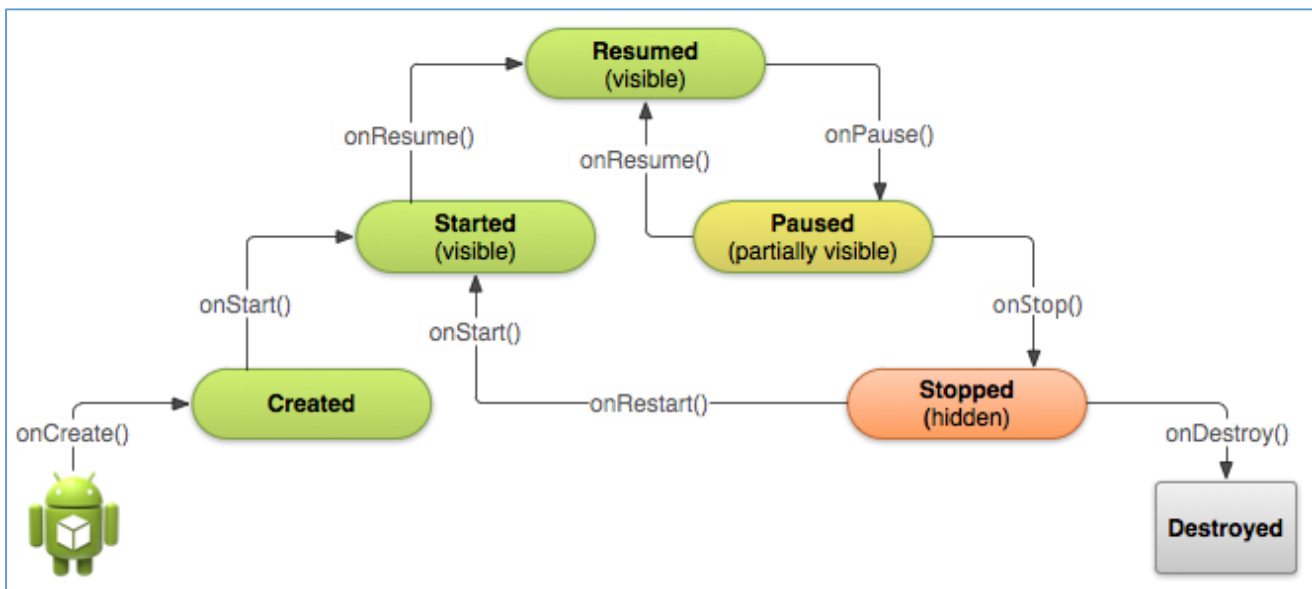 Resumed
(visible)
onResume()
onResume()
onPause()
Started
(visible)
Paused
(partially visible)
onStart()
onStart()
onStop()
Created
onRestart()
Stopped
(hidden)
onCreate()
onDestroy()
Destroyed